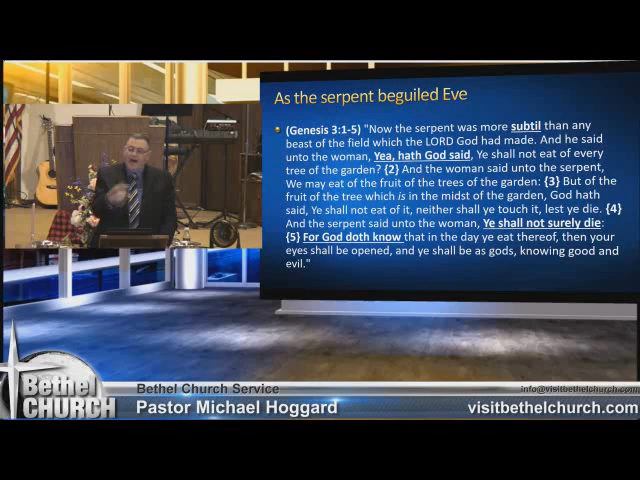 As the serpent beguiled Eve
(Genesis 3:1-5) "Now the serpent was more subtil than any
beast of the field which the LORD God had made. And he said
unto the woman, Yea, hath God said, Ye shall not eat of every
tree of the garden? {2} And the woman said unto the serpent,
We may eat of the fruit of the trees of the garden: {3} But of the
fruit of the tree which is in the midst of the garden, God hath
said, Ye shall not eat of it, neither shall ye touch it, lest ye die. {4}
And the serpent said unto the woman, Ye shall not surely die:
{5} For God doth know that in the day ye eat thereof, then your
eyes shall be opened, and ye shall be as gods, knowing good and
evil."
Bethel
CHURCH
Bethel Church Service
info@visitbethelchurch.com
Pastor Michael Hoggard
visitbethelchurch.com